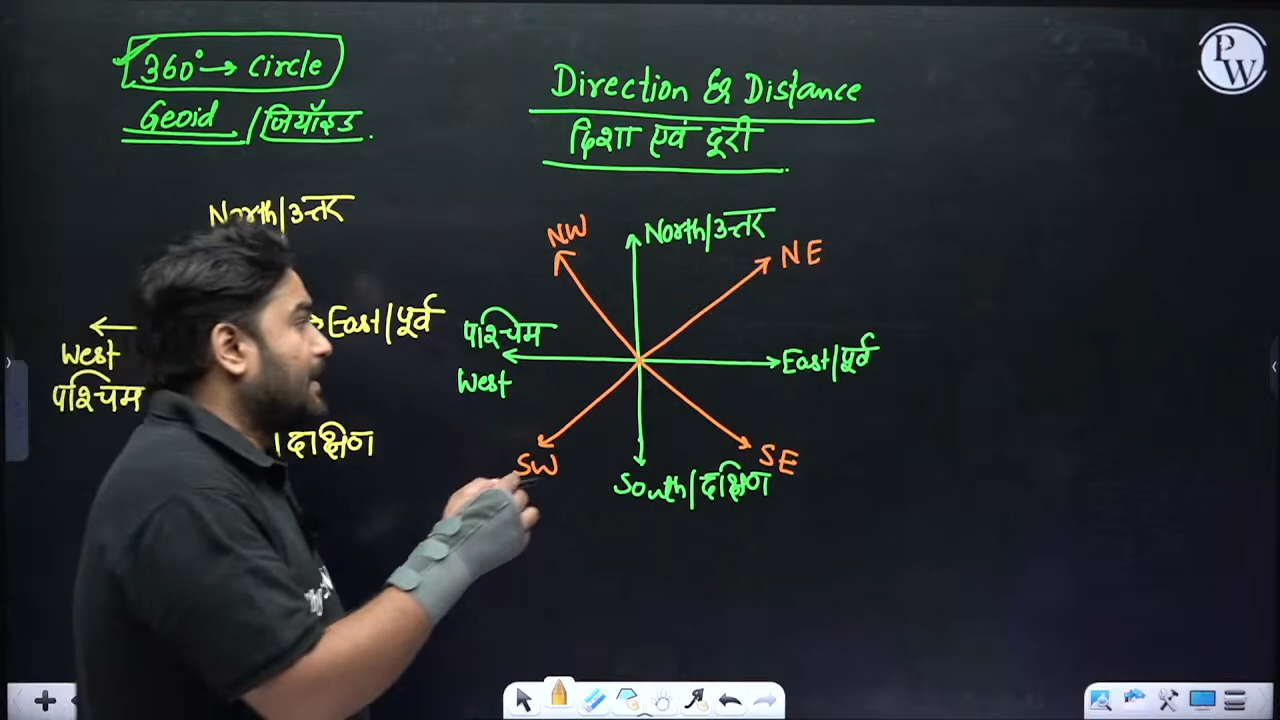 360° → Circle
Geoid / जियॉइड.
Direction & Distance
दिशा एवं दूरी
North/उत्तर
East/पूर्व
West
पश्चिम
/दक्षिण
NW
North/उत्तर
NE
पश्चिम
West
East/पूर्व
SW
SE
South/दक्षिण
PW